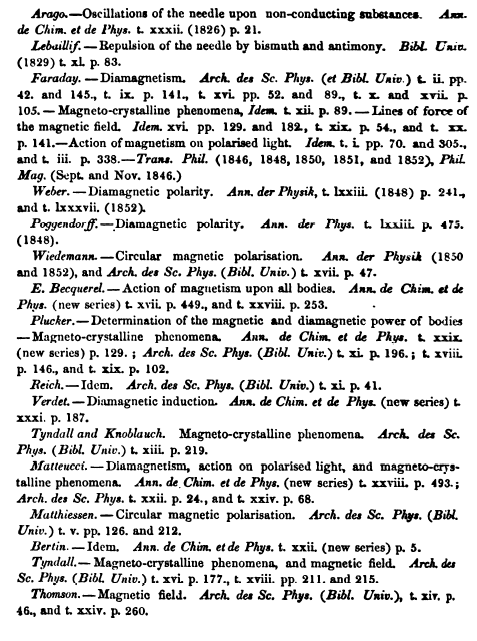 Arago.—Oscillations of the needle upon non-conducting substances. Ann.
de Chim. et de Phys. t. xxxii. (1826) p. 21.
Lebaillif.—Repulsion of the needle by bismuth and antimony. Bibl. Univ.
(1829) t. xl. p. 83.
Faraday.—Diamagnetism. Arch. des Sc. Phys. (et Bibl. Univ.) t. ii. pp.
42. and 145., t. ix. p. 141., t. xvi. pp. 52. and 89., t. x. and xvii. p.
105.—Magneto-crystalline phenomena, Idem. t. xii. p. 89.—Lines of force of
the magnetic field. Idem. xvi. pp. 129. and 182., t. xix. p. 54., and t. xx.
p. 141.—Action of magnetism on polarised light. Idem. t. i. pp. 70. and 305.,
and t. iii. p. 338.—Trans. Phil. (1846, 1848, 1850, 1851, and 1852), Phil.
Mag. (Sept. and Nov. 1846.)
Weber.—Diamagnetic polarity. Ann. der Physik, t. lxxiii. (1848) p. 241.,
and t. lxxxvii. (1852).
Poggendorff.—Diamagnetic polarity. Ann. der Phys. t. lxxiii. p. 475.
(1848).
Wiedemann.—Circular magnetic polarisation. Ann. der Physik (1850
and 1852), and Arch. des Sc. Phys. (Bibl. Univ.) t. xvii. p. 47.
E. Becquerel.—Action of magnetism upon all bodies. Ann. de Chim. et de
Phys. (new series) t. xvii. p. 449., and t. xxviii. p. 253.
Plucker.—Determination of the magnetic and diamagnetic power of bodies
—Magneto-crystalline phenomena. Ann. de Chim. et de Phys. t. xxix.
(new series) p. 129.; Arch. des Sc. Phys. (Bibl. Univ.) t. xi. p. 196.; t. xviii.
p. 146., and t. xix. p. 102.
Reich.—Idem. Arch. des Sc. Phys. (Bibl. Univ.) t. xi. p. 41.
Verdet.—Diamagnetic induction. Ann. de Chim. et de Phys. (new series) t.
xxxi. p. 187.
Tyndall and Knoblauch. Magneto-crystalline phenomena. Arch. des Sc.
Phys. (Bibl. Univ.) t. xiii. p. 219.
Matteucci.—Diamagnetism, action on polarised light, and magneto-crys-
talline phenomena. Ann. de Chim. et de Phys. (new series) t. xxviii. p. 493.;
Arch. des Sc. Phys. t. xxii. p. 24., and t. xxiv. p. 68.
Matthiessen.—Circular magnetic polarisation. Arch. des Sc. Phys. (Bibl.
Univ.) t. v. pp. 126. and 212.
Bertin.—Idem. Ann. de Chim. et de Phys. t. xxii. (new series) p. 5.
Tyndall.—Magneto-crystalline phenomena, and magnetic field. Arch. des
Sc. Phys. (Bibl. Univ.) t. xvi. p. 177., t. xviii. pp. 211. and 215.
Thomson.—Magnetic field. Arch. des Sc. Phys. (Bibl. Univ.), t. xiv. p.
46., and t. xxiv. p. 260.